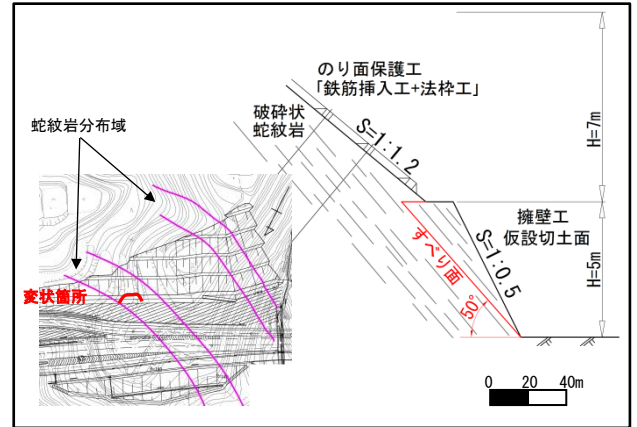 のり面保護工
「鉄筋挿入工+法枠工」
破砕状
蛇紋岩
S=1:1.2
H=7m
蛇紋岩分布域
擁壁工
仮設切土面
S=1:0.5
すべり面
50°
H=5m
変状箇所
0 20 40m